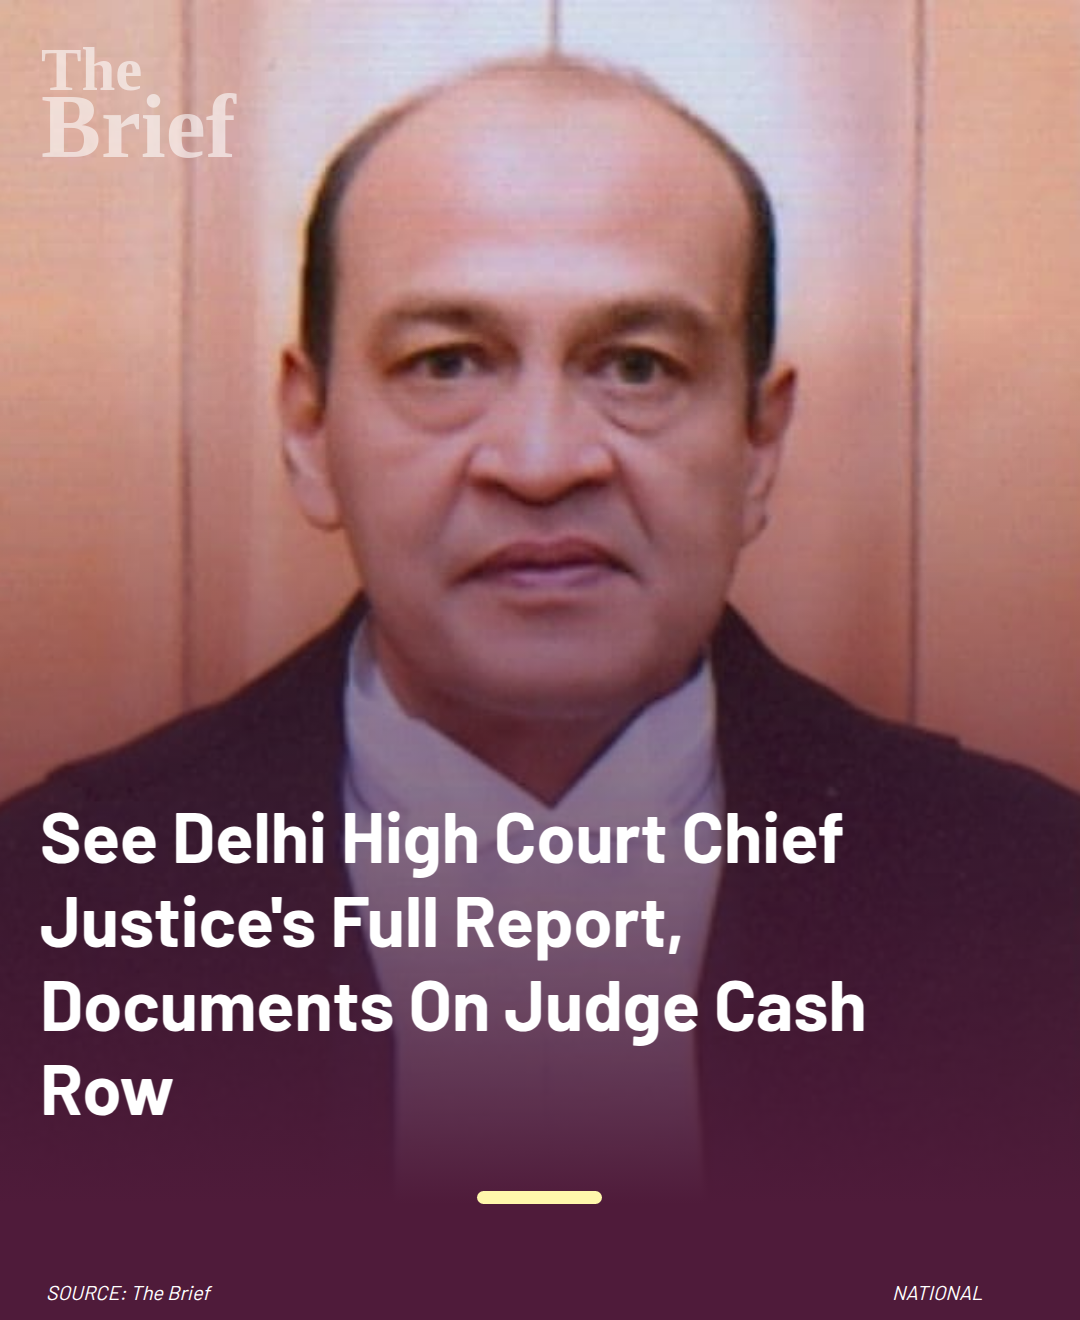 The
Brief
See Delhi High Court Chief
Justice's Full Report,
Documents On Judge Cash
Row
SOURCE: The Brief
NATIONAL